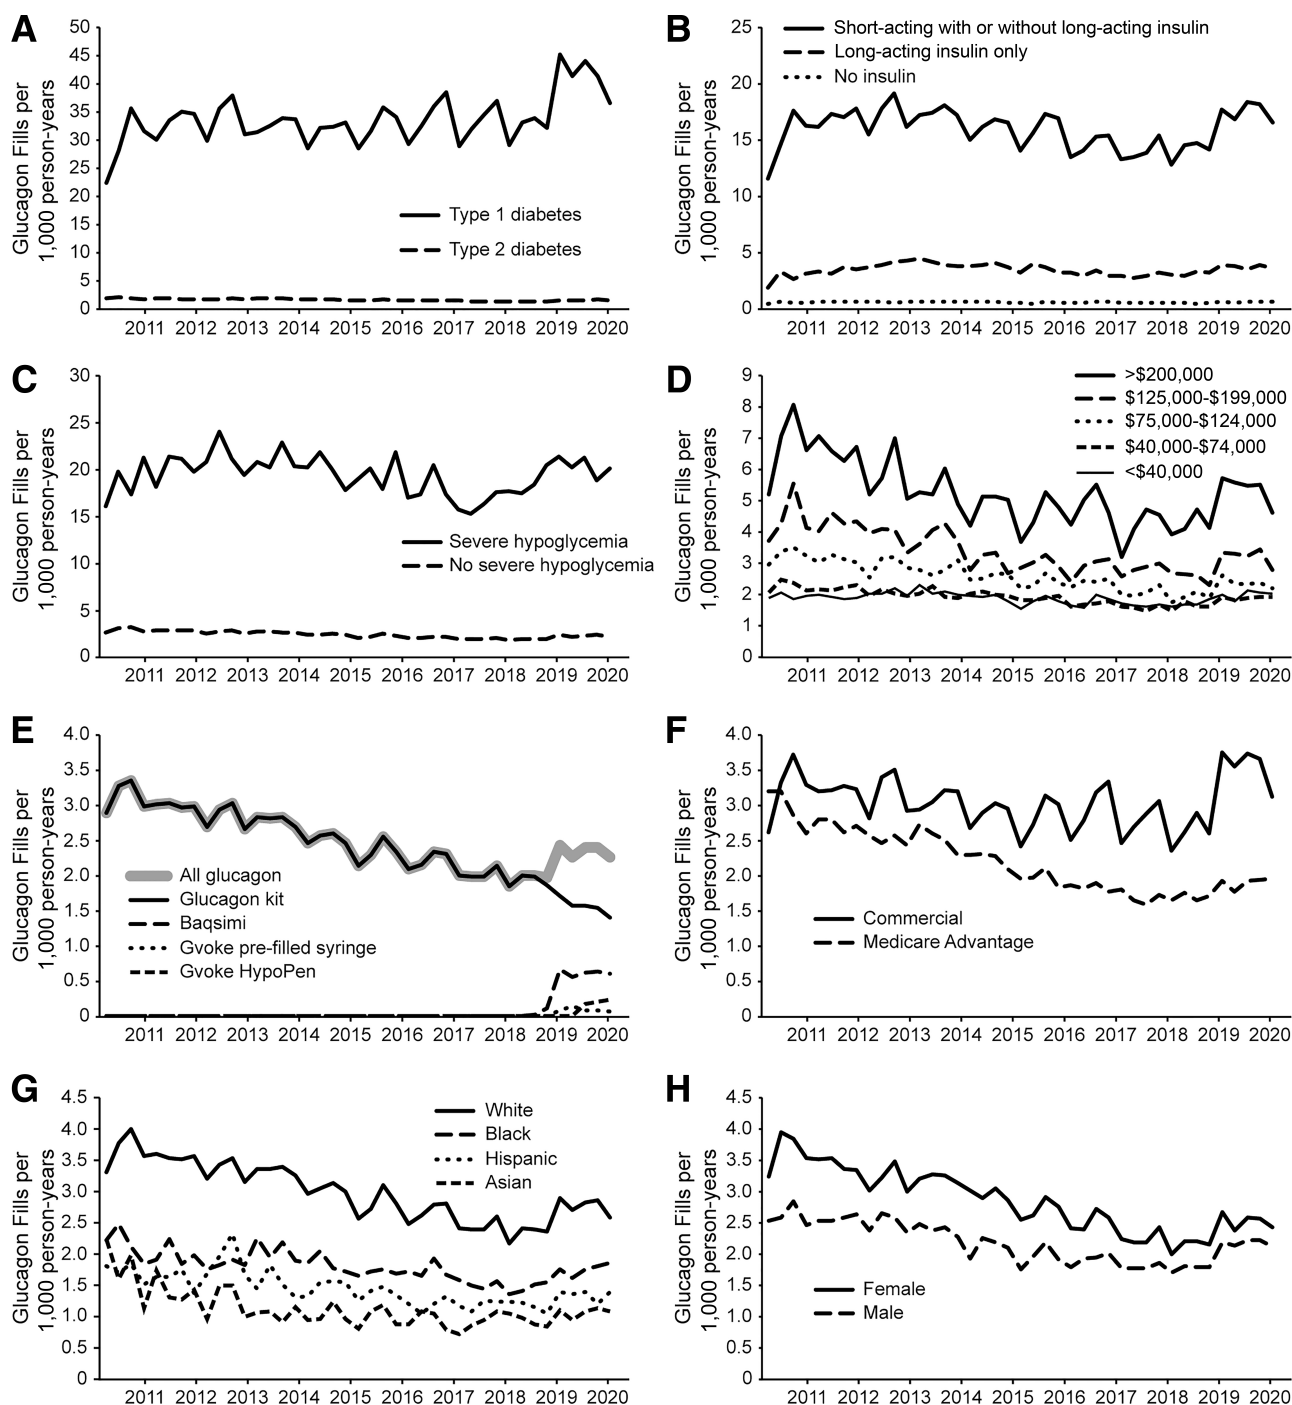 A
Glucagon Fills per
1,000 person-years
50
45
40
35
30
25
20
15
10
5
0
Type 1 diabetes
Type 2 diabetes
2011 2012 2013 2014 2015 2016 2017 2018 2019 2020
B
Glucagon Fills per
1,000 person-years
25
20
15
10
5
0
Short-acting with or without long-acting insulin
Long-acting insulin only
No insulin
2011 2012 2013 2014 2015 2016 2017 2018 2019 2020
C
Glucagon Fills per
1,000 person-years
30
25
20
15
10
5
0
Severe hypoglycemia
No severe hypoglycemia
2011 2012 2013 2014 2015 2016 2017 2018 2019 2020
D
Glucagon Fills per
1,000 person-years
9
8
7
6
5
4
3
2
1
0
>$200,000
$125,000-$199,000
$75,000-$124,000
$40,000-$74,000
<$40,000
2011 2012 2013 2014 2015 2016 2017 2018 2019 2020
E
Glucagon Fills per
1,000 person-years
4.0
3.5
3.0
2.5
2.0
1.5
1.0
0.5
0
All glucagon
Glucagon kit
Baqsimi
Gvoke pre-filled syringe
Gvoke HypoPen
2011 2012 2013 2014 2015 2016 2017 2018 2019 2020
F
Glucagon Fills per
1,000 person-years
4.0
3.5
3.0
2.5
2.0
1.5
1.0
0.5
0
Commercial
Medicare Advantage
2011 2012 2013 2014 2015 2016 2017 2018 2019 2020
G
Glucagon Fills per
1,000 person-years
4.5
4.0
3.5
3.0
2.5
2.0
1.5
1.0
0.5
0
White
Black
Hispanic
Asian
2011 2012 2013 2014 2015 2016 2017 2018 2019 2020
H
Glucagon Fills per
1,000 person-years
4.5
4.0
3.5
3.0
2.5
2.0
1.5
1.0
0.5
0
Female
Male
2011 2012 2013 2014 2015 2016 2017 2018 2019 2020